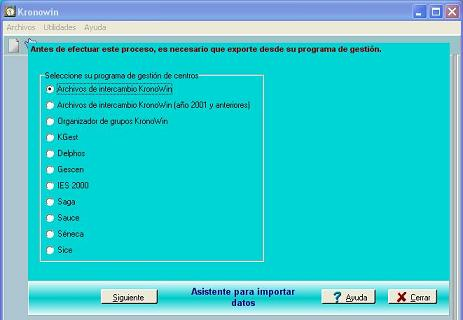 Kronowin
Archivos Utilidades Ayuda
Antes de efectuar este proceso, es necesario que exporte desde su programa de gestión.
Seleccione su programa de gestión de centros
Archivos de intercambio KronoWin
Archivos de intercambio KronoWin (año 2001 y anteriores)
Organizador de grupos KronoWin
KGest
Delphos
Gescen
IES 2000
Saga
Sauce
Séneca
Sice
Siguiente
Asistente para importar
datos
Ayuda
Cerrar